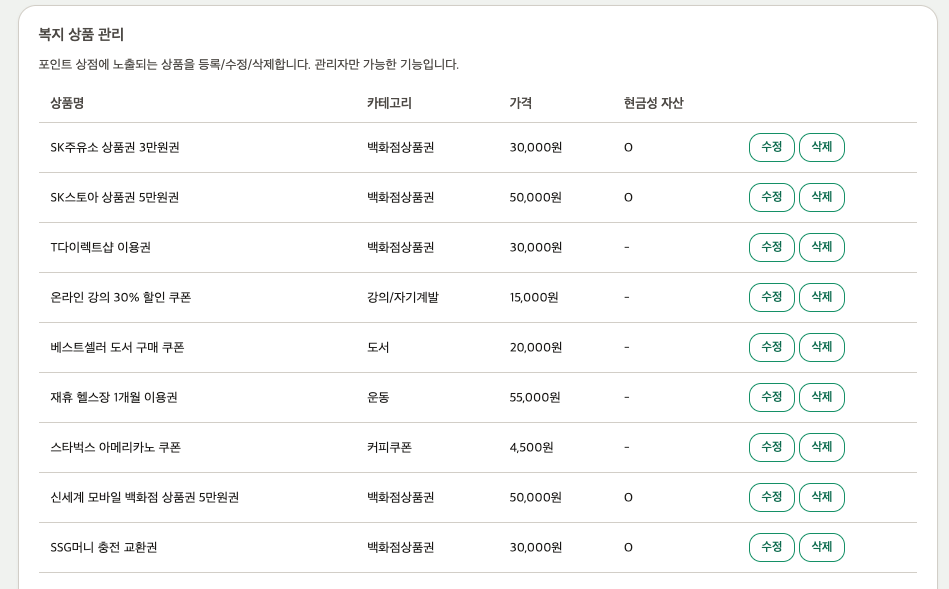 복지 상품 관리
포인트 상점에 노출되는 상품을 등록/수정/삭제합니다. 관리자만 가능한 기능입니다.
상품명 카테고리 가격 현금성 자산
SK주유소 상품권 3만원권 백화점상품권 30,000원 O 수정 삭제
SK스토아 상품권 5만원권 백화점상품권 50,000원 O 수정 삭제
T다이렉트샵 이용권 백화점상품권 30,000원 - 수정 삭제
온라인 강의 30% 할인 쿠폰 강의/자기계발 15,000원 - 수정 삭제
베스트셀러 도서 구매 쿠폰 도서 20,000원 - 수정 삭제
재휴 헬스장 1개월 이용권 운동 55,000원 - 수정 삭제
스타벅스 아메리카노 쿠폰 커피쿠폰 4,500원 - 수정 삭제
신세계 모바일 백화점 상품권 5만원권 백화점상품권 50,000원 O 수정 삭제
SSG머니 충전 교환권 백화점상품권 30,000원 O 수정 삭제